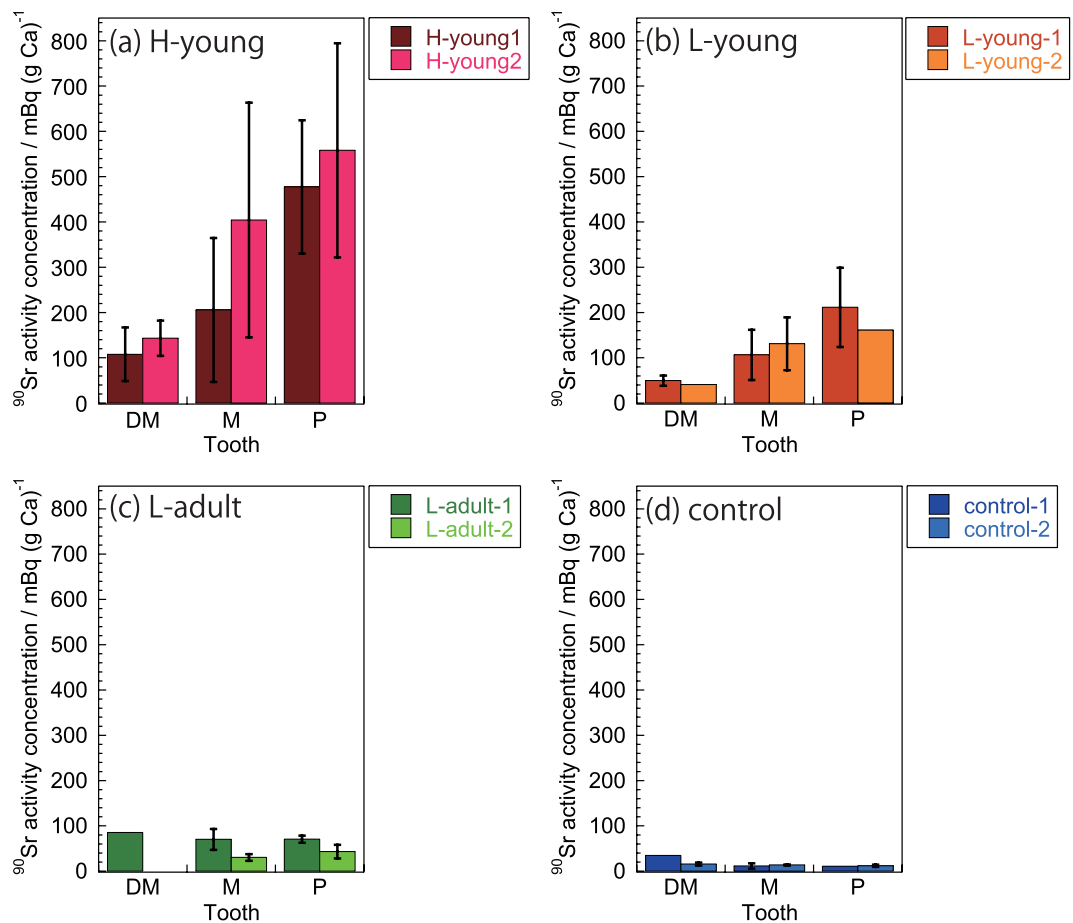 (a) H-young
H-young1
H-young2
90Sr activity concentration / mBq (g Ca)-1
800
700
600
500
400
300
200
100
0
DM M P
Tooth
(b) L-young
L-young-1
L-young-2
90Sr activity concentration / mBq (g Ca)-1
800
700
600
500
400
300
200
100
0
DM M P
Tooth
(c) L-adult
L-adult-1
L-adult-2
90Sr activity concentration / mBq (g Ca)-1
800
700
600
500
400
300
200
100
0
DM M P
Tooth
(d) control
control-1
control-2
90Sr activity concentration / mBq (g Ca)-1
800
700
600
500
400
300
200
100
0
DM M P
Tooth